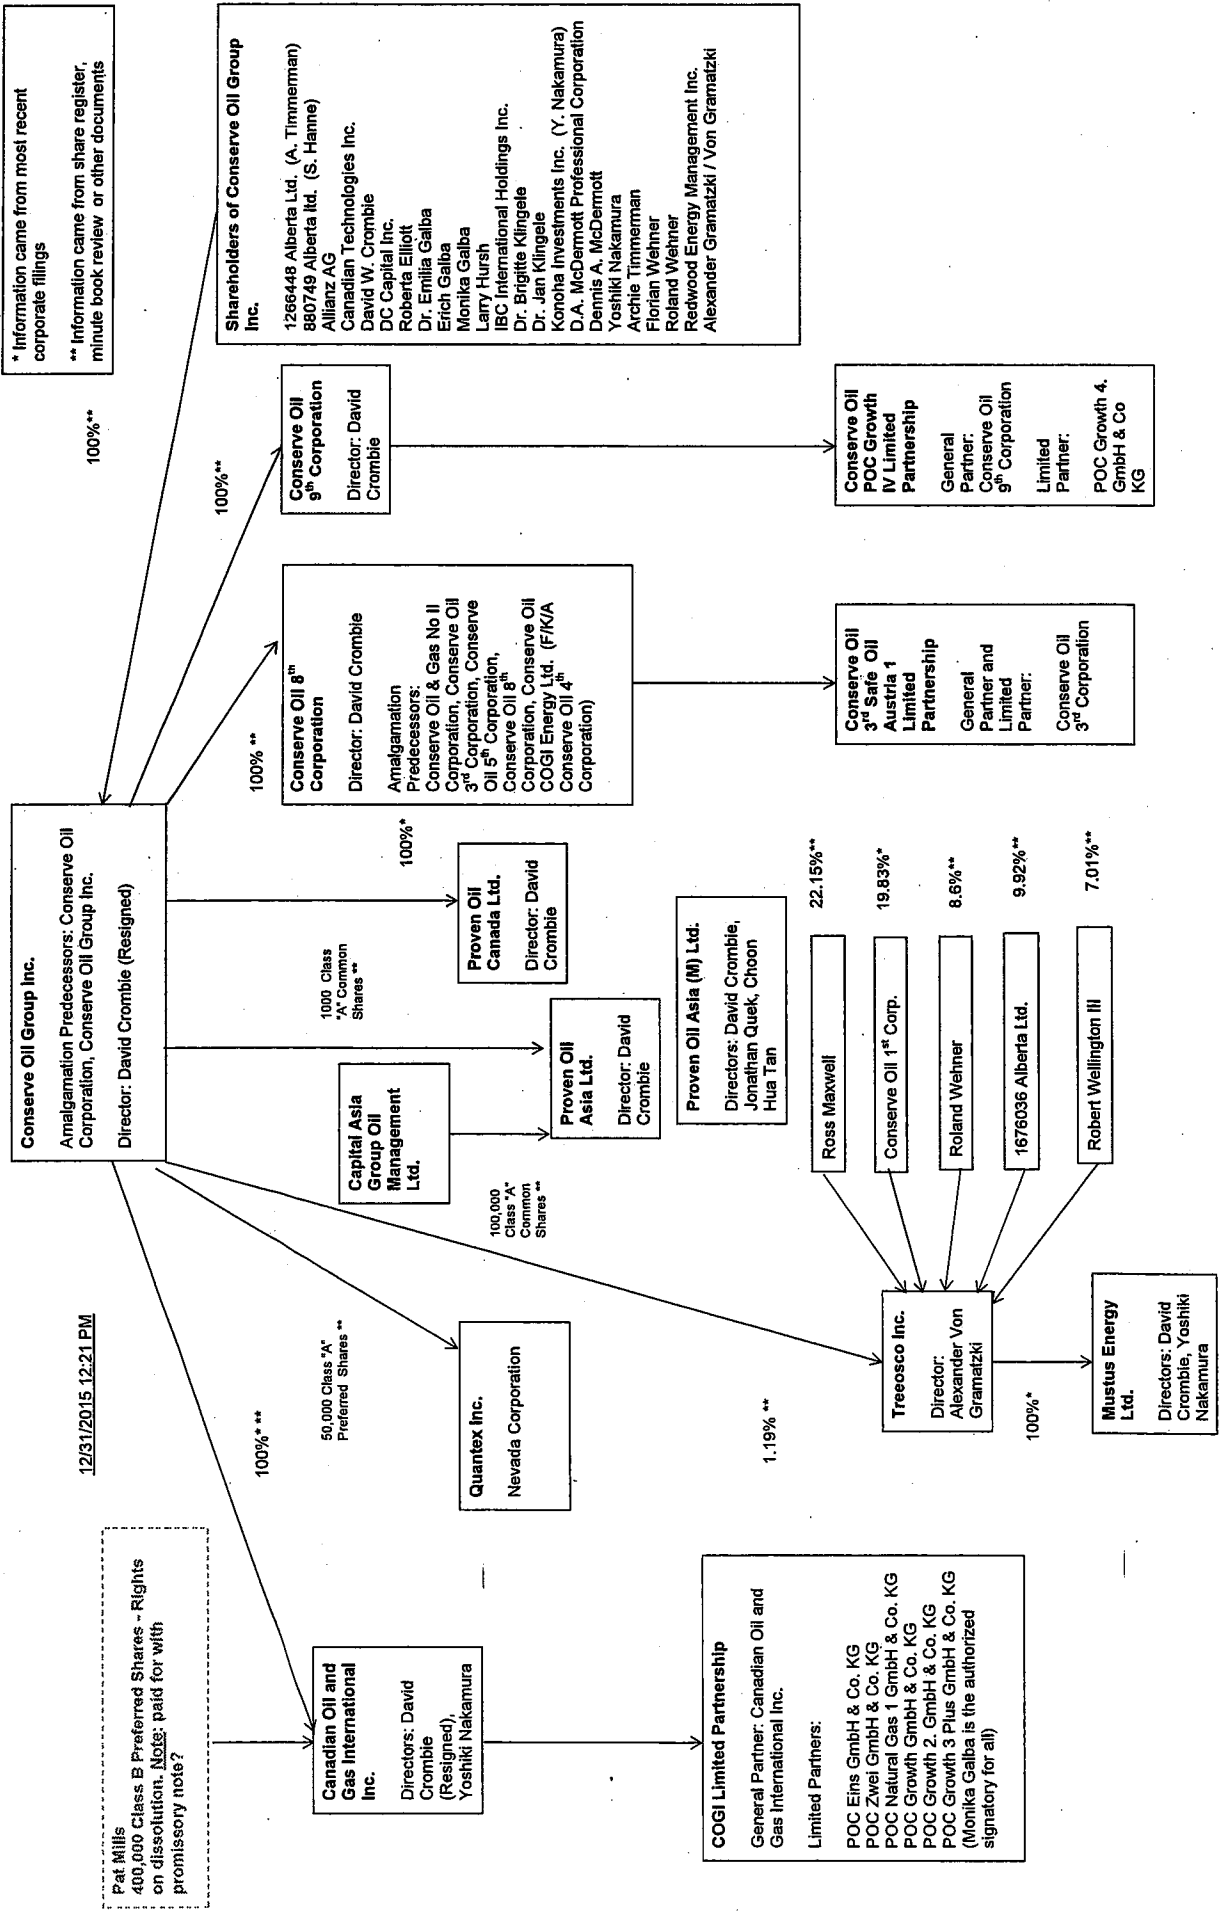 12/31/2015 12:21 PM
* Information came from most recent
corporate filings
** Information came from share register,
minute book review or other documents
Pat Mills
400,000 Class B Preferred Shares - Rights
on dissolution. Note: paid for with
promissory note?
Conserve Oil Group Inc.
Amalgamation Predecessors: Conserve Oil
Corporation, Conserve Oil Group Inc.
Director: David Crombie (Resigned)
100%**
Shareholders of Conserve Oil Group
Inc.
1266448 Alberta Ltd. (A. Timmerman)
880749 Alberta ltd. (S. Hanne)
Allianz AG
Canadian Technologies Inc.
David W. Crombie
DC Capital Inc.
Roberta Elliott
Dr. Emilia Galba
Erich Galba
Monika Galba
Larry Hursh
IBC International Holdings Inc.
Dr. Brigitte Klingele
Dr. Jan Klingele
Konoha Investments Inc. (Y. Nakamura)
D.A. McDermott Professional Corporation
Dennis A. McDermott
Yoshiki Nakamura
Archie Timmerman
Florian Wehner
Roland Wehner
Redwood Energy Management Inc.
Alexander Gramatzki / Von Gramatzki
100%**
Canadian Oil and
Gas International
Inc.
Directors: David
Crombie
(Resigned),
Yoshiki Nakamura
50,000 Class "A"
Preferred Shares **
Quantex Inc.
Nevada Corporation
Capital Asia
Group Oil
Management
Ltd.
100,000
Class "A"
Common
Shares **
1000 Class
"A" Common
Shares **
Proven Oil
Asia Ltd.
Director: David
Crombie
100%*
Proven Oil
Canada Ltd.
Director: David
Crombie
100% **
Conserve Oil 8th
Corporation
Director: David Crombie
Amalgamation
Predecessors:
Conserve Oil & Gas No II
Corporation, Conserve Oil
3rd Corporation, Conserve
Oil 5th Corporation,
Conserve Oil 8th
Corporation, Conserve Oil
COGI Energy Ltd. (F/K/A
Conserve Oil 4th
Corporation)
100%**
Conserve Oil
9th Corporation
Director: David
Crombie
COGI Limited Partnership
General Partner: Canadian Oil and
Gas International Inc.
Limited Partners:
POC Eins GmbH & Co. KG
POC Zwei GmbH & Co. KG
POC Natural Gas 1 GmbH & Co. KG
POC Growth GmbH & Co. KG
POC Growth 2. GmbH & Co. KG
POC Growth 3 Plus GmbH & Co. KG
(Monika Galba is the authorized
signatory for all)
1.19% **
Treeosco Inc.
Director:
Alexander Von
Gramatzki
100%*
Mustus Energy
Ltd.
Directors: David
Crombie, Yoshiki
Nakamura
Proven Oil Asia (M) Ltd.
Directors: David Crombie,
Jonathan Quek, Choon
Hua Tan
Ross Maxwell
22.15%**
Conserve Oil 1st Corp.
19.83%*
Roland Wehner
8.6%**
1676036 Alberta Ltd.
9.92%**
Robert Wellington III
7.01%**
Conserve Oil
3rd Safe Oil
Austria 1
Limited
Partnership
General
Partner and
Limited
Partner:
Conserve Oil
3rd Corporation
Conserve Oil
POC Growth
IV Limited
Partnership
General
Partner:
Conserve Oil
9th Corporation
Limited
Partner:
POC Growth 4.
GmbH & Co
KG